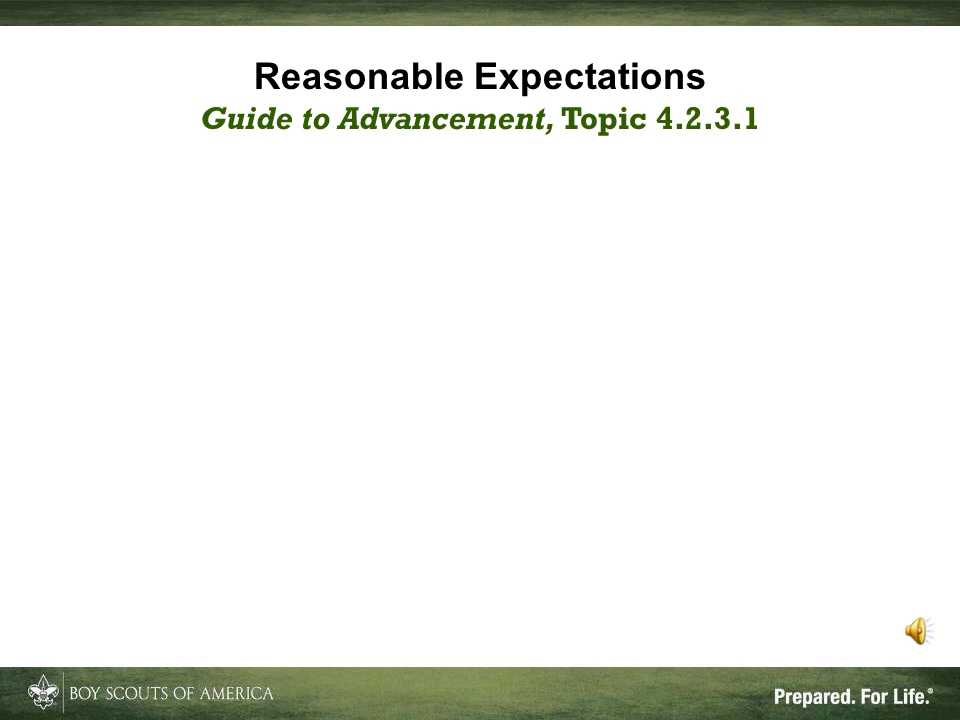 Reasonable Expectations
Guide to Advancement, Topic 4.2.3.1
BOY SCOUTS OF AMERICA
Prepared. For Life.®